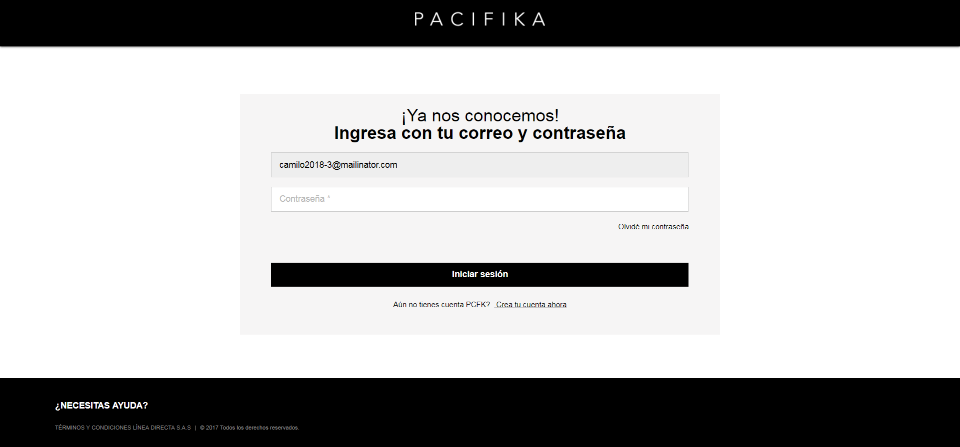 PACIFIKA
¡Ya nos conocemos!
Ingresa con tu correo y contraseña
camilo2018-3@mailinator.com
Contraseña *
Olvidé mi contraseña
Iniciar sesión
Aún no tienes cuenta PCFK? Crea tu cuenta ahora
¿NECESITAS AYUDA?
TÉRMINOS Y CONDICIONES LÍNEA DIRECTA S.A.S | © 2017 Todos los derechos reservados.